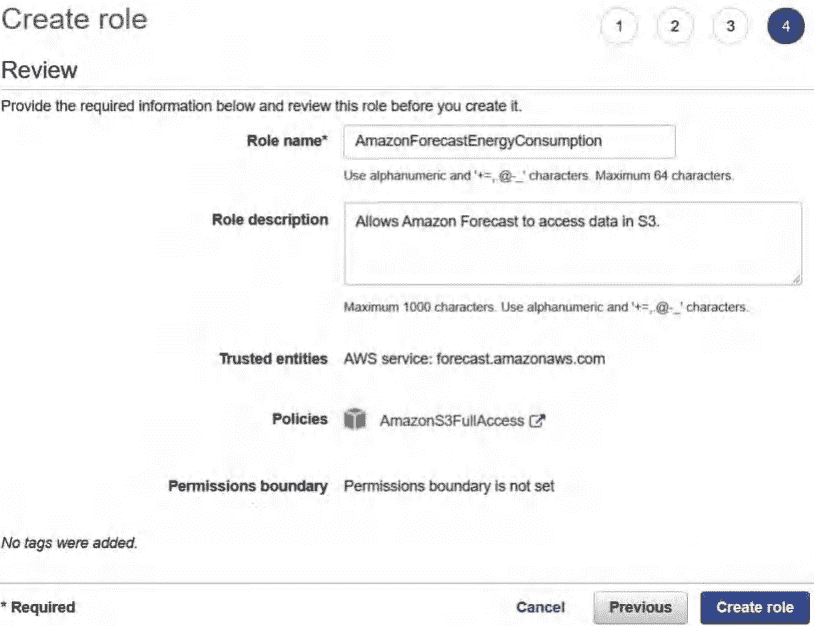 Create role
1 2 3 4
Review
Provide the required information below and review this role before you create it.
Role name* AmazonForecastEnergyConsumption
Use alphanumeric and '+=,.@-_' characters. Maximum 64 characters.
Role description Allows Amazon Forecast to access data in S3.
Maximum 1000 characters. Use alphanumeric and '+=,.@-_' characters.
Trusted entities AWS service: forecast.amazonaws.com
Policies AmazonS3FullAccess
Permissions boundary Permissions boundary is not set
No tags were added.
* Required Cancel Previous Create role